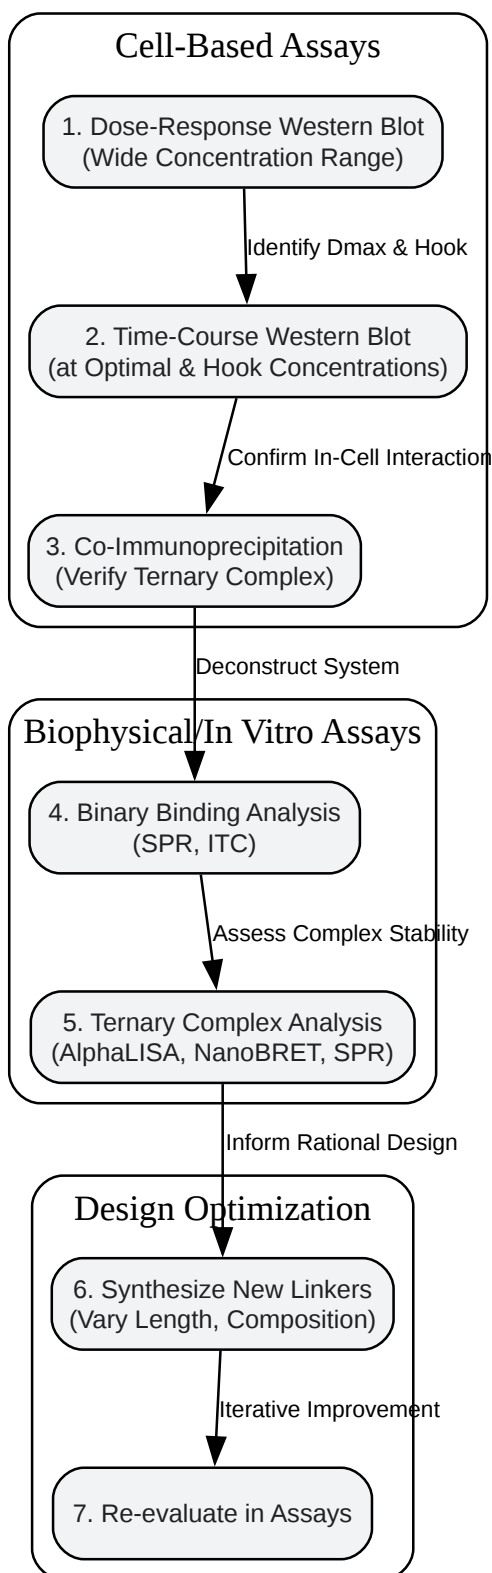 Cell-Based Assays
1. Dose-Response Western Blot
(Wide Concentration Range)
Identify Dmax & Hook
2. Time-Course Western Blot
(at Optimal & Hook Concentrations)
Confirm In-Cell Interaction
3. Co-Immunoprecipitation
(Verify Ternary Complex)
Deconstruct System
Biophysical/In Vitro Assays
4. Binary Binding Analysis
(SPR, ITC)
Assess Complex Stability
5. Ternary Complex Analysis
(AlphaLISA, NanoBRET, SPR)
Inform Rational Design
Design Optimization
6. Synthesize New Linkers
(Vary Length, Composition)
Iterative Improvement
7. Re-evaluate in Assays